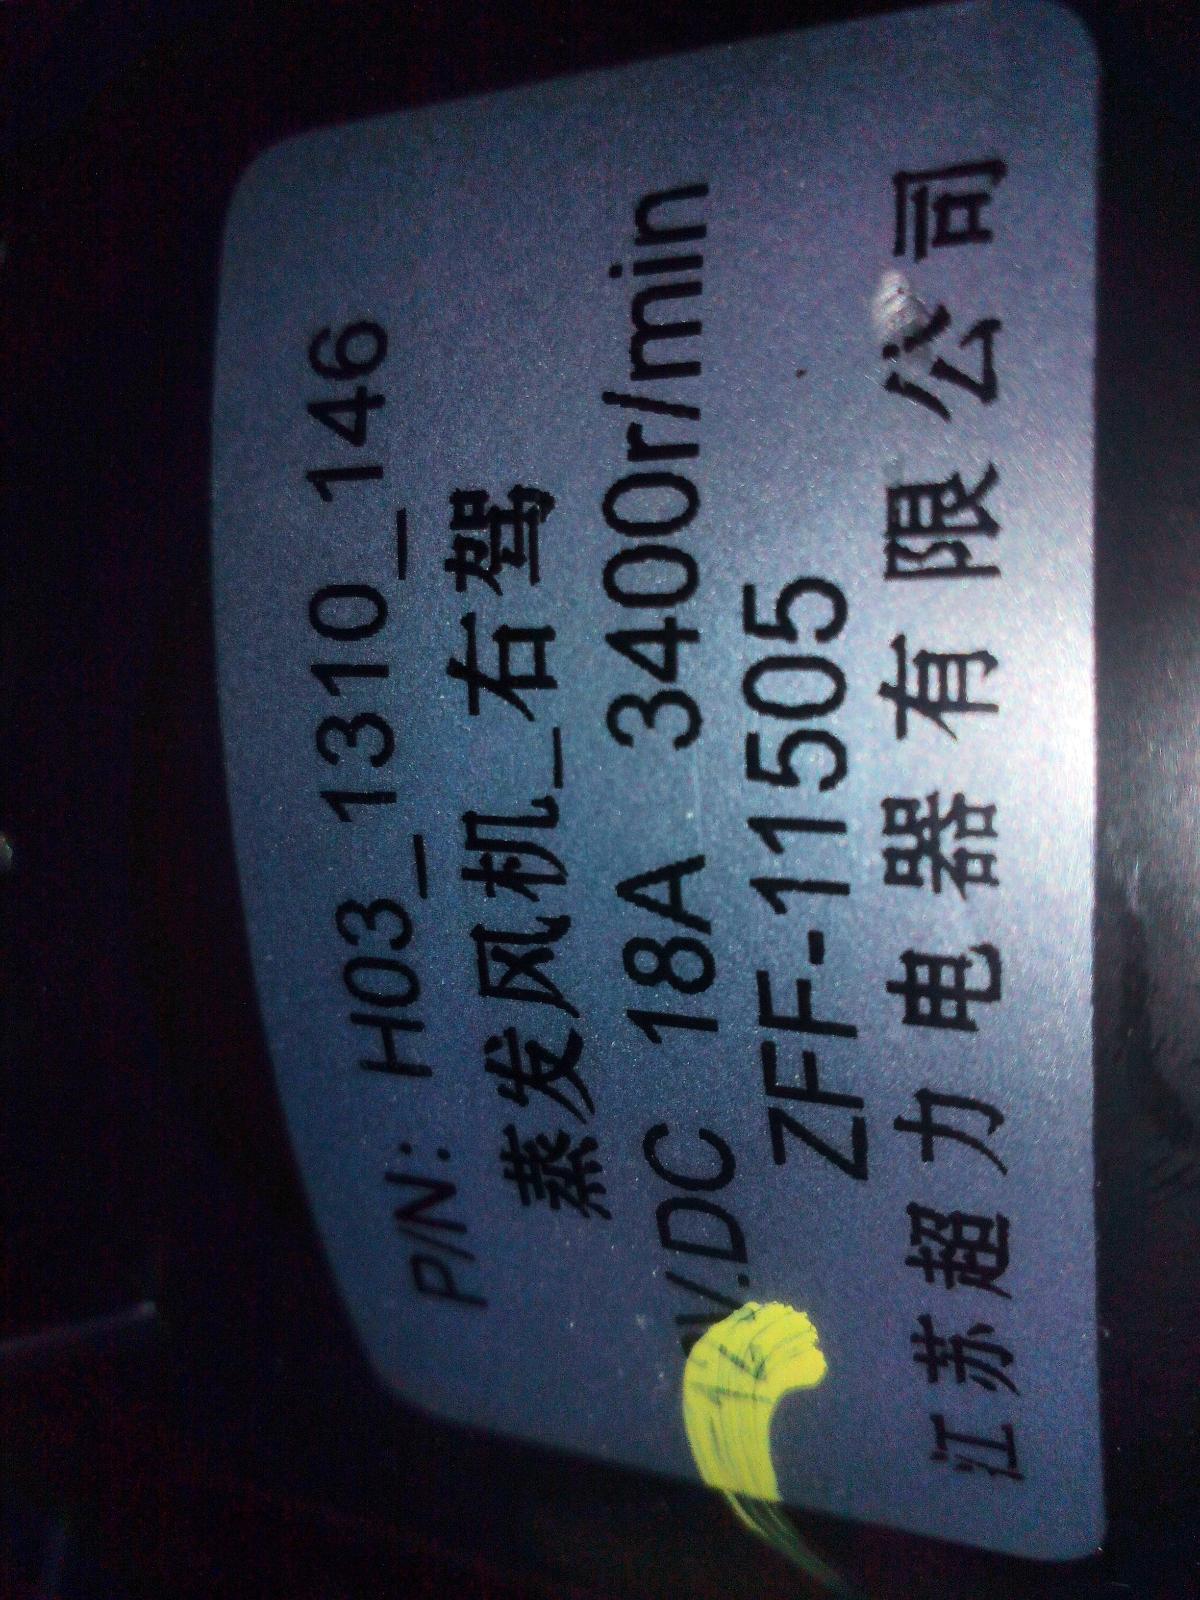 P/N: H03_1310_146
蒸发风机_右驾
V.DC 18A 3400r/min
ZFF-11505
江苏超力电器有限公司